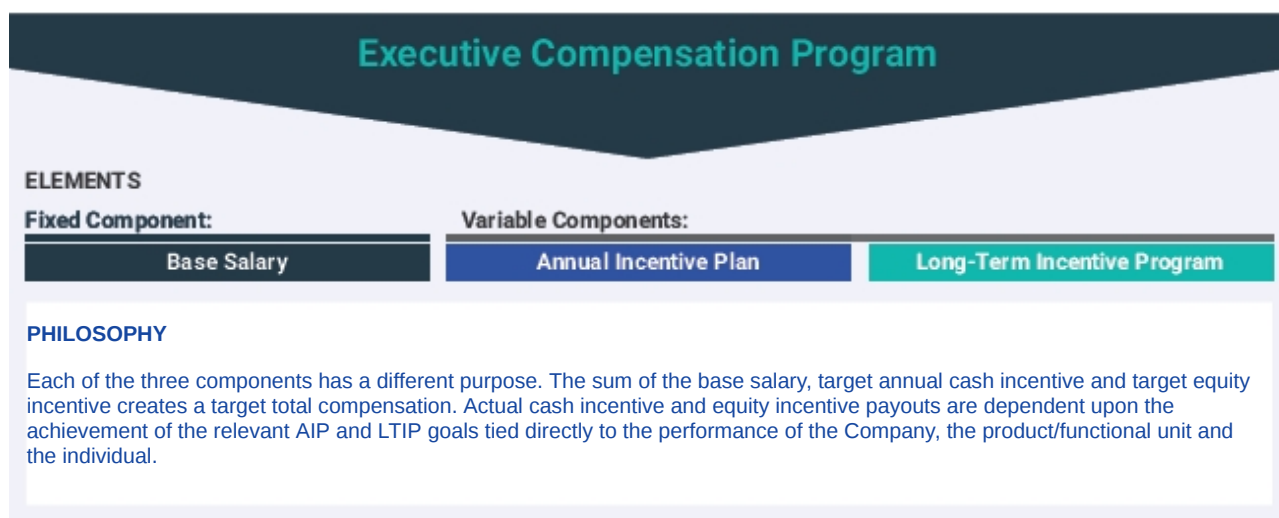 Executive Compensation Program
ELEMENTS
Fixed Component:
Variable Components:
Base Salary
Annual Incentive Plan
Long-Term Incentive Program
PHILOSOPHY
Each of the three components has a different purpose. The sum of the base salary, target annual cash incentive and target equity
incentive creates a target total compensation. Actual cash incentive and equity incentive payouts are dependent upon the
achievement of the relevant AIP and LTIP goals tied directly to the performance of the Company, the product/functional unit and
the individual.